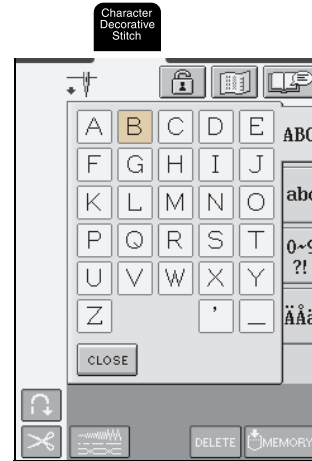 Character
Decorative
Stitch
A B C D E
ABC
F G H I J
K L M N O
abc
P Q R S T
0~9
?!
U V W X Y
Z ' _
ÄÅä
CLOSE
DELETE MEMORY